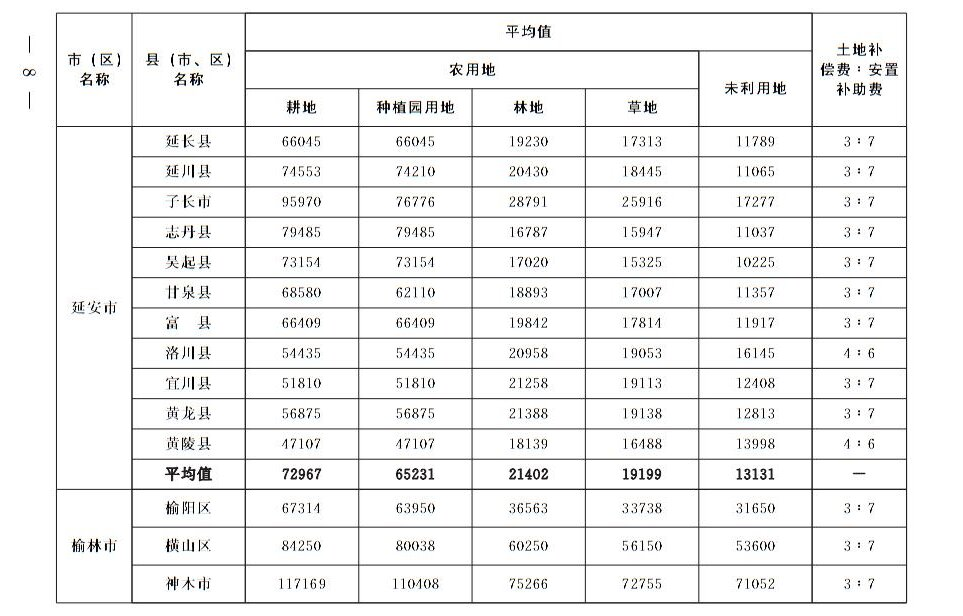 — 8 —
市（区）名称 县（市、区）名称 平均值 土地补偿费：安置补助费
农用地 未利用地
耕地 种植园用地 林地 草地
延安市
延长县 66045 66045 19230 17313 11789 3：7
延川县 74553 74210 20430 18445 11065 3：7
子长市 95970 76776 28791 25916 17277 3：7
志丹县 79485 79485 16787 15947 11037 3：7
吴起县 73154 73154 17020 15325 10225 3：7
甘泉县 68580 62110 18893 17007 11357 3：7
富　县 66409 66409 19842 17814 11917 3：7
洛川县 54435 54435 20958 19053 16145 4：6
宜川县 51810 51810 21258 19113 12408 3：7
黄龙县 56875 56875 21388 19138 12813 3：7
黄陵县 47107 47107 18139 16488 13998 4：6
平均值 72967 65231 21402 19199 13131 —
榆林市
榆阳区 67314 63950 36563 33738 31650 3：7
横山区 84250 80038 60250 56150 53600 3：7
神木市 117169 110408 75266 72755 71052 3：7